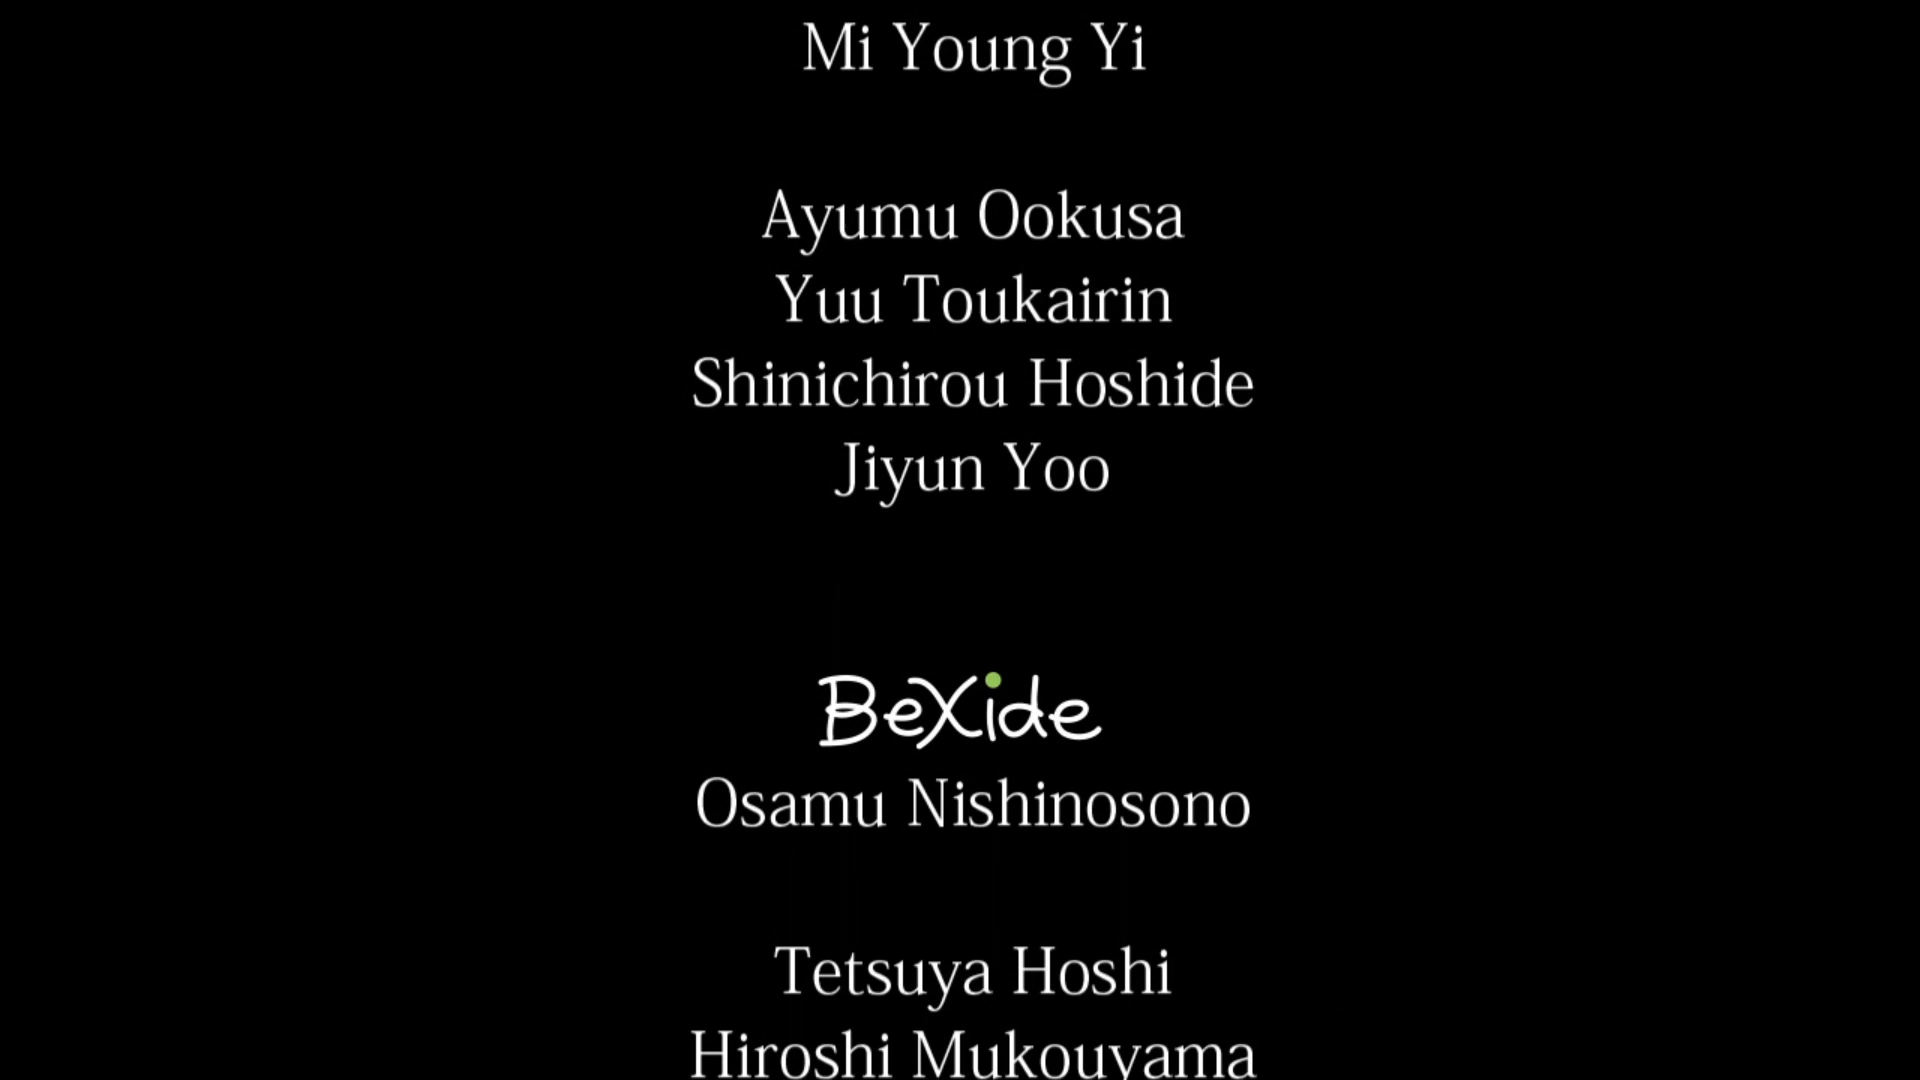 Mi Young Yi
Ayumu Ookusa
Yuu Toukairin
Shinichirou Hoshide
Jiyun Yoo
BeXide
Osamu Nishinosono
Tetsuya Hoshi
Hiroshi Mukouyama